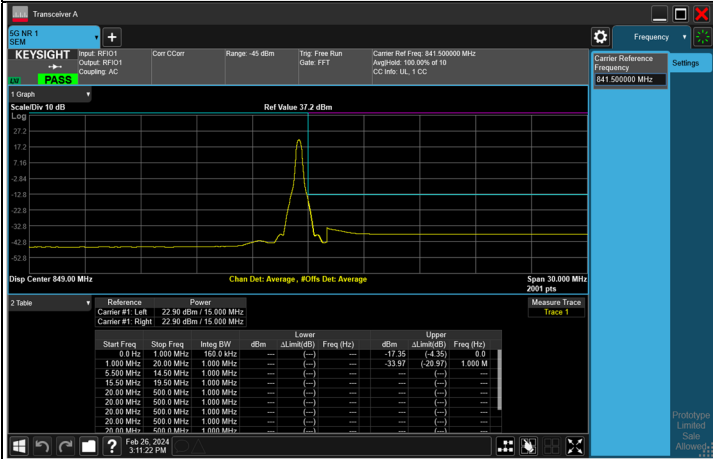 Transceiver A
5G NR 1
SEM
Frequency
KEYSIGHT
Input: RFIO1
Output: RFIO1
Coupling: AC
Corr CCorr
Range: -45 dBm
Trig: Free Run
Gate: FFT
Carrier Ref Freq: 841.500000 MHz
Avg|Hold: 100.00% of 10
CC Info: UL, 1 CC
PASS
Carrier Reference
Frequency
841.500000 MHz
Settings
1 Graph
Scale/Div 10 dB
Ref Value 37.2 dBm
Log
27.2
17.2
7.16
-2.84
-12.8
-22.8
-32.8
-42.8
-52.8
Disp Center 849.00 MHz
Chan Det: Average, #Offs Det: Average
Span 30.000 MHz
2001 pts
2 Table
Reference Power
Carrier #1: Left 22.90 dBm / 15.000 MHz
Carrier #1: Right 22.90 dBm / 15.000 MHz
Measure Trace
Trace 1
Lower Upper
Start Freq Stop Freq Integ BW dBm ΔLimit(dB) Freq (Hz) dBm ΔLimit(dB) Freq (Hz)
0.0 Hz 1.000 MHz 160.0 kHz --- (---) --- -17.35 (-4.35) 0.0
1.000 MHz 20.00 MHz 1.000 MHz --- (---) --- -33.97 (-20.97) 1.000 M
5.500 MHz 14.50 MHz 1.000 MHz --- (---) --- --- (---) ---
15.50 MHz 19.50 MHz 1.000 MHz --- (---) --- --- (---) ---
20.00 MHz 500.0 MHz 1.000 MHz --- (---) --- --- (---) ---
20.00 MHz 500.0 MHz 1.000 MHz --- (---) --- --- (---) ---
20.00 MHz 500.0 MHz 1.000 MHz --- (---) --- --- (---) ---
20.00 MHz 500.0 MHz 1.000 MHz --- (---) --- --- (---) ---
20.00 MHz 500.0 MHz 1.000 MHz --- (---) --- --- (---) ---
Prototype
Limited
Sale
Allowed
Feb 26, 2024
3:11:22 PM